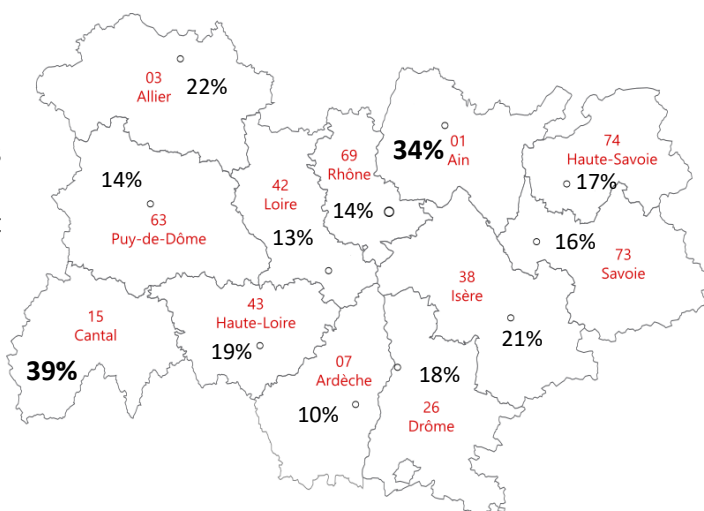 03
Allier
22%
34%
01
Ain
74
Haute-Savoie
17%
69
Rhône
14%
42
Loire
13%
14%
63
Puy-de-Dôme
16%
73
Savoie
38
Isère
21%
15
Cantal
39%
43
Haute-Loire
19%
07
Ardèche
10%
18%
26
Drôme